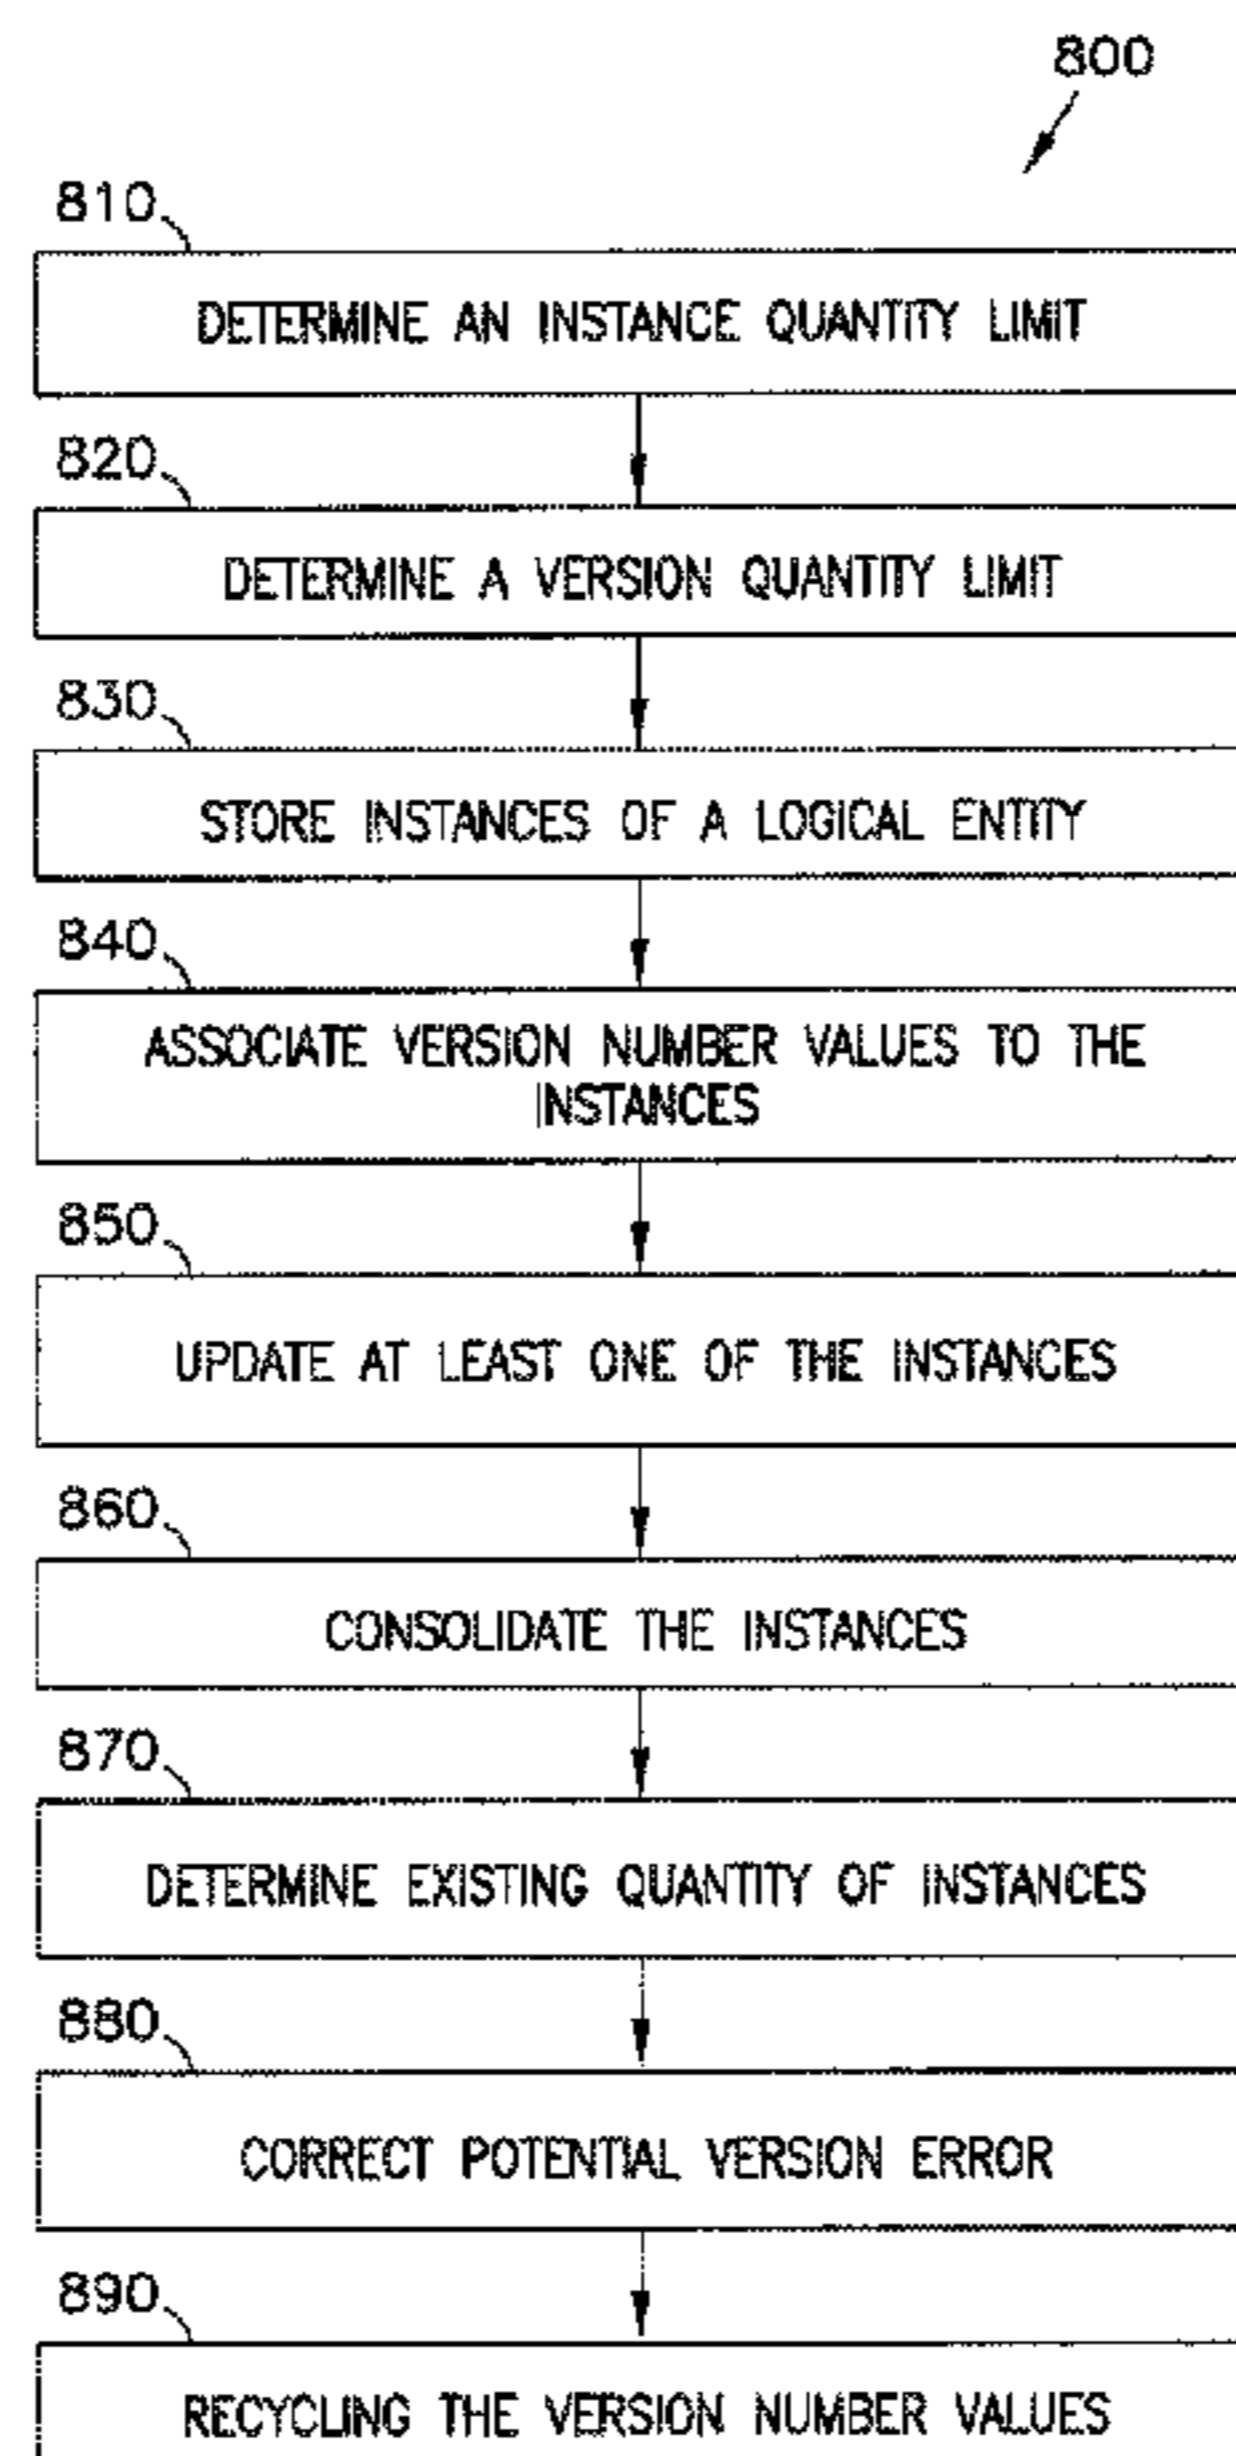 800
810
DETERMINE AN INSTANCE QUANTITY LIMIT
820
DETERMINE A VERSION QUANTITY LIMIT
830
STORE INSTANCES OF A LOGICAL ENTITY
840
ASSOCIATE VERSION NUMBER VALUES TO THE
INSTANCES
850
UPDATE AT LEAST ONE OF THE INSTANCES
860
CONSOLIDATE THE INSTANCES
870
DETERMINE EXISTING QUANTITY OF INSTANCES
880
CORRECT POTENTIAL VERSION ERROR
890
RECYCLING THE VERSION NUMBER VALUES